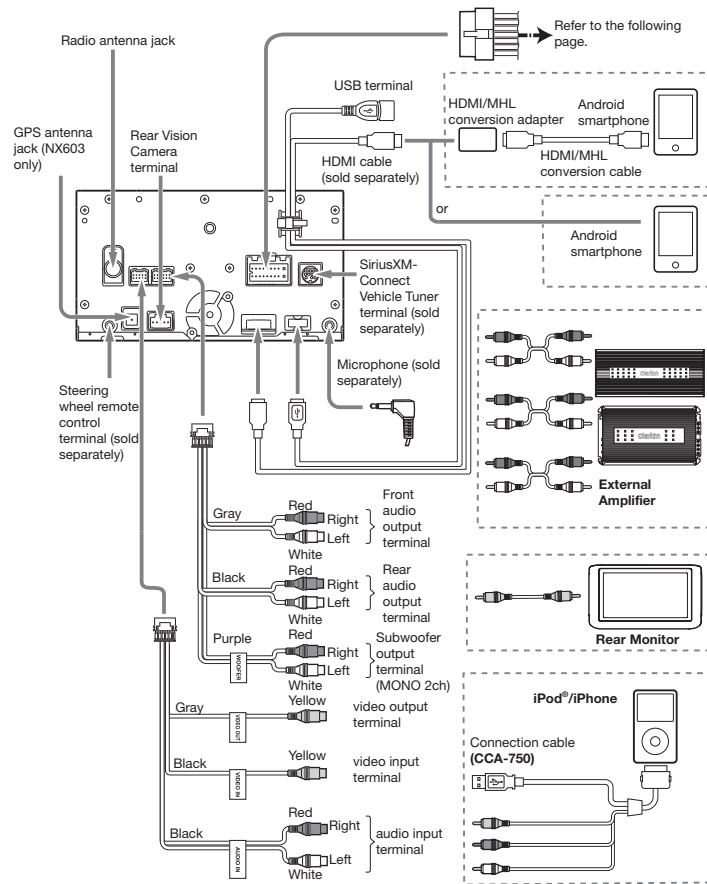 Radio antenna jack
Refer to the following
page.
USB terminal
GPS antenna
jack (NX603
only)
Rear Vision
Camera
terminal
HDMI cable
(sold separately)
HDMI/MHL
conversion adapter
Android
smartphone
HDMI/MHL
conversion cable
or
Android
smartphone
SiriusXM-
Connect
Vehicle Tuner
terminal (sold
separately)
Microphone (sold
separately)
Steering
wheel remote
control
terminal (sold
separately)
clarion
clarion
External
Amplifier
Gray
Red
Right
Left
White
Front
audio
output
terminal
Black
Red
Right
Left
White
Rear
audio
output
terminal
Purple
WOOFER
Red
Right
Left
White
Subwoofer
output
terminal
(MONO 2ch)
Rear Monitor
Gray
VIDEO OUT
Yellow
video output
terminal
Black
VIDEO IN
Yellow
video input
terminal
Black
AUDIO IN
Red
Right
Left
White
audio input
terminal
iPod®/iPhone
Connection cable
(CCA-750)